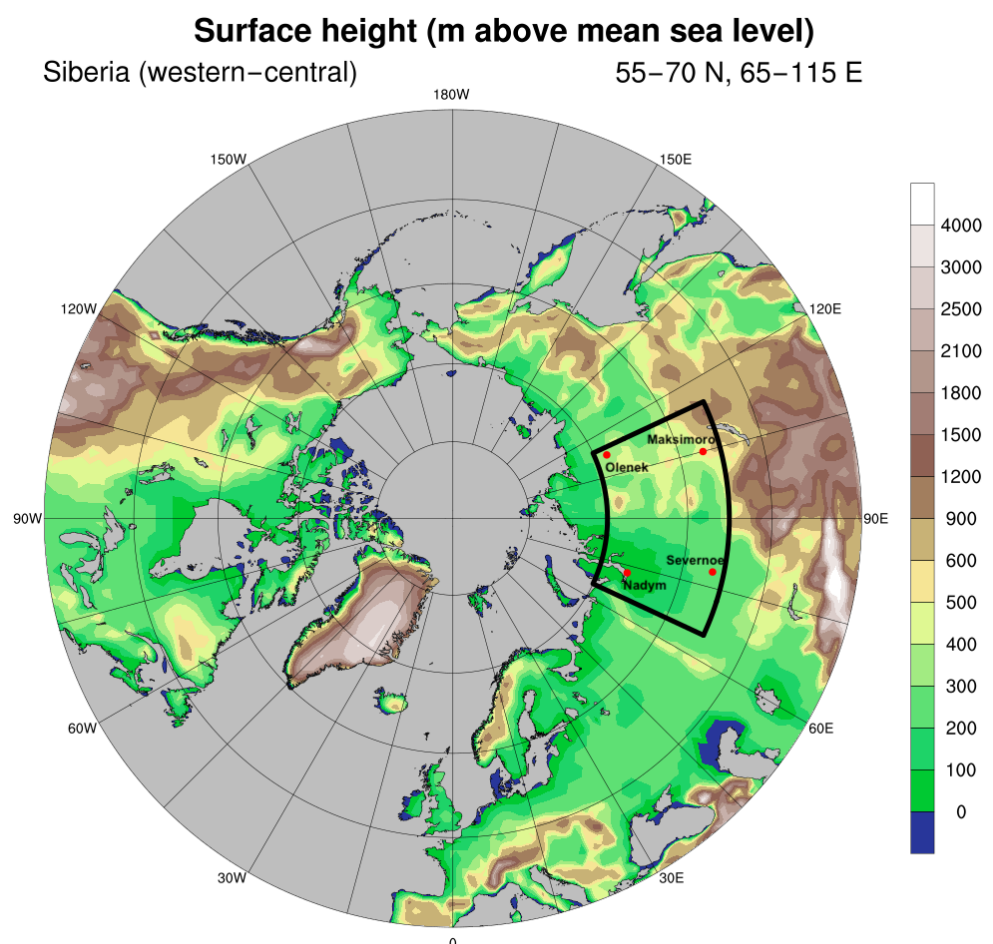 Surface height (m above mean sea level)
Siberia (western−central)
55−70 N, 65−115 E
180W
150W
150E
120W
120E
90W
90E
60W
60E
30W
30E
0
Maksimoro
Olenek
Severnoe
Nadym
4000
3000
2500
2100
1800
1500
1200
900
600
500
400
300
200
100
0